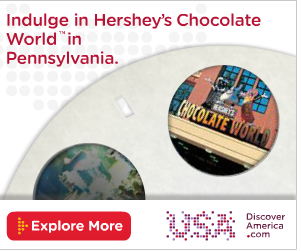 Indulge in Hershey's Chocolate
World™ in
Pennsylvania.
HERSHEY'S
CHOCOLATE WORLD
Explore More
USA
Discover
America
.com